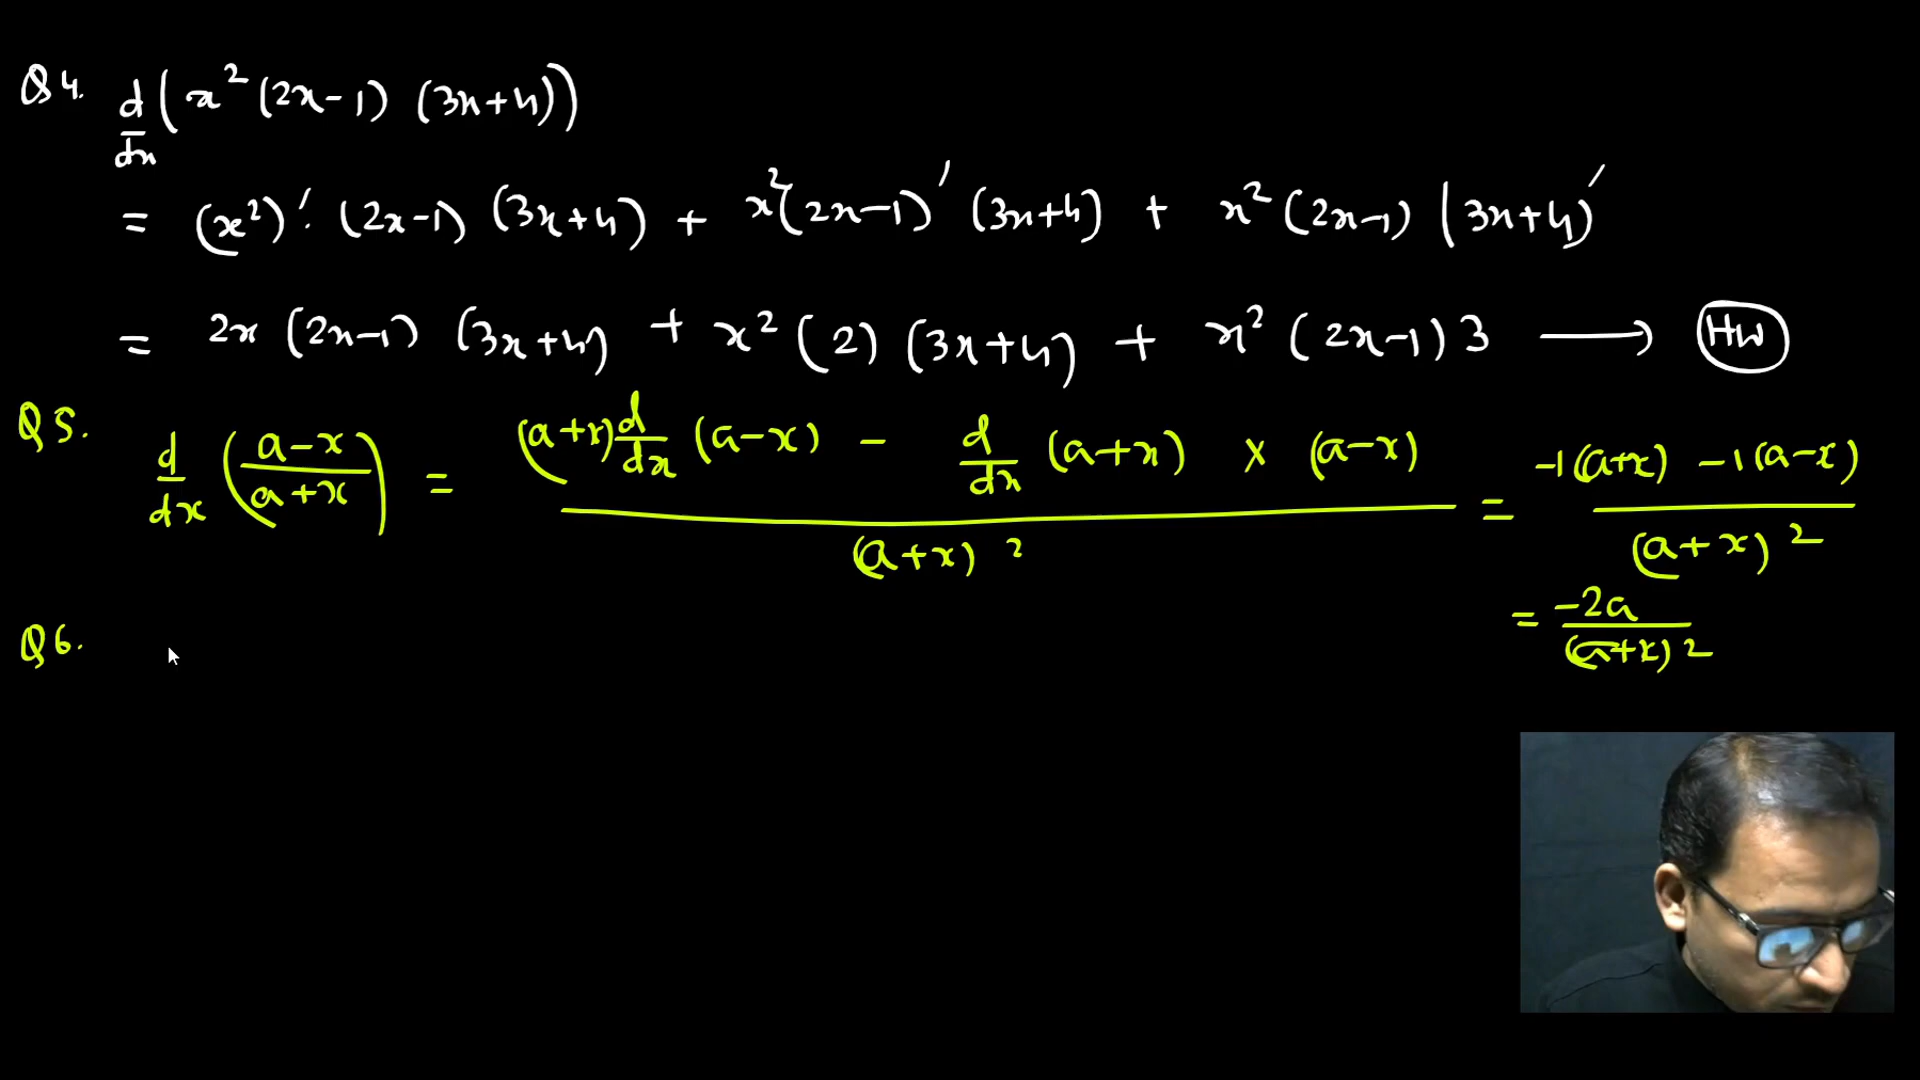 Q4. d/dx (x² (2x-1) (3x+4))
= (x²)'. (2x-1) (3x+4) + x²(2x-1)' (3x+4) + x² (2x-1) (3x+4)'
= 2x (2x-1) (3x+4) + x² (2) (3x+4) + x² (2x-1) 3 ⟶ HW
Q5. d/dx ((a-x)/(a+x)) = ((a+x) d/dx (a-x) - d/dx (a+x) × (a-x))/(a+x)² = (-1(a+x) -1(a-x))/(a+x)²
= -2a/(a+x)²
Q6.